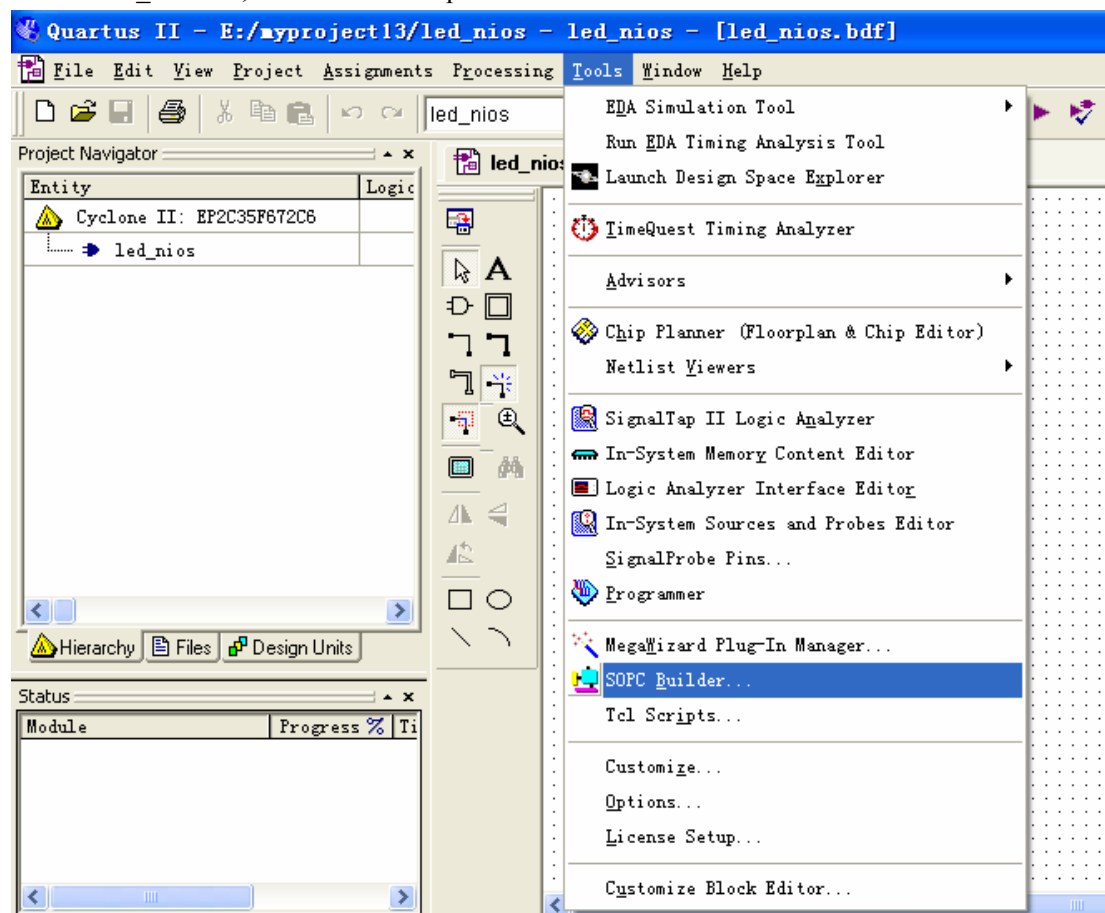 Quartus II - E:/myproject13/led_nios - led_nios - [led_nios.bdf]
File Edit View Project Assignments Processing Tools Window Help
led_nios
Project Navigator
Entity Logic
Cyclone II: EP2C35F672C6
led_nios
Hierarchy Files Design Units
Status
Module Progress % Ti
led_nios
A
EDA Simulation Tool
Run EDA Timing Analysis Tool
Launch Design Space Explorer
TimeQuest Timing Analyzer
Advisors
Chip Planner (Floorplan & Chip Editor)
Netlist Viewers
SignalTap II Logic Analyzer
In-System Memory Content Editor
Logic Analyzer Interface Editor
In-System Sources and Probes Editor
SignalProbe Pins...
Programmer
MegaWizard Plug-In Manager...
SOPC Builder...
Tcl Scripts...
Customize...
Options...
License Setup...
Customize Block Editor...